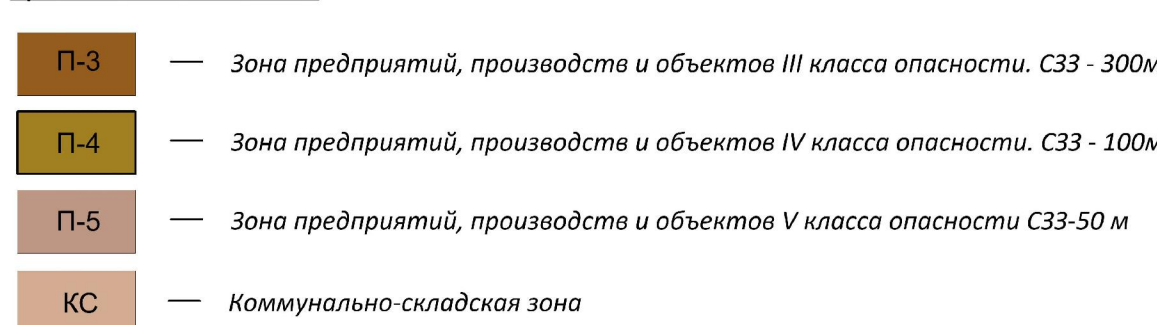 П-3 — Зона предприятий, производств и объектов III класса опасности. СЗЗ - 300м
П-4 — Зона предприятий, производств и объектов IV класса опасности. СЗЗ - 100м
П-5 — Зона предприятий, производств и объектов V класса опасности СЗЗ-50 м
КС — Коммунально-складская зона